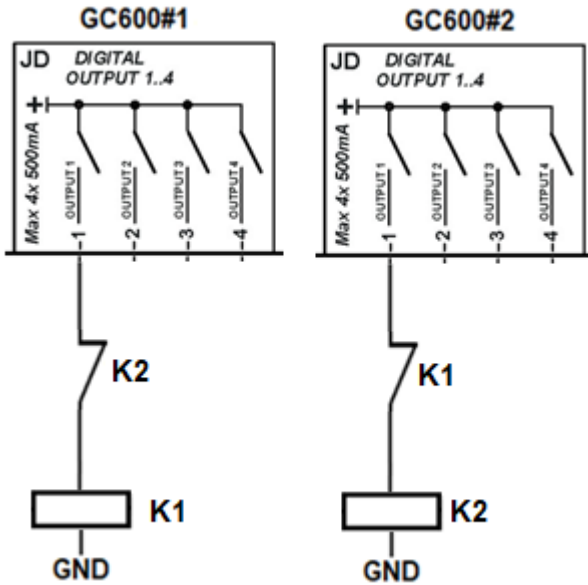 GC600#1
JD DIGITAL
OUTPUT 1..4
+
Max 4x 500mA
OUTPUT 1
OUTPUT 2
OUTPUT 3
OUTPUT 4
-1
-2
-3
-4
K2
K1
GND
GC600#2
JD DIGITAL
OUTPUT 1..4
+
Max 4x 500mA
OUTPUT 1
OUTPUT 2
OUTPUT 3
OUTPUT 4
-1
-2
-3
-4
K1
K2
GND